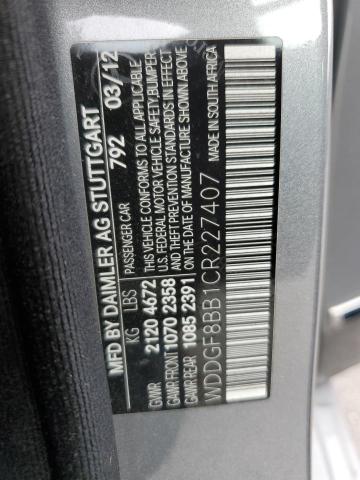 MFD BY DAIMLER AG STUTTGART
KG LBS PASSENGER CAR 792 03/12
GVWR 2120 4672 THIS VEHICLE CONFORMS TO ALL APPLICABLE
U.S. FEDERAL MOTOR VEHICLE SAFETY, BUMPER,
GAWR FRONT 1070 2358 AND THEFT PREVENTION STANDARDS IN EFFECT
GAWR REAR 1085 2391 ON THE DATE OF MANUFACTURE SHOWN ABOVE
WDDGF8BB1CR227407 MADE IN SOUTH AFRICA